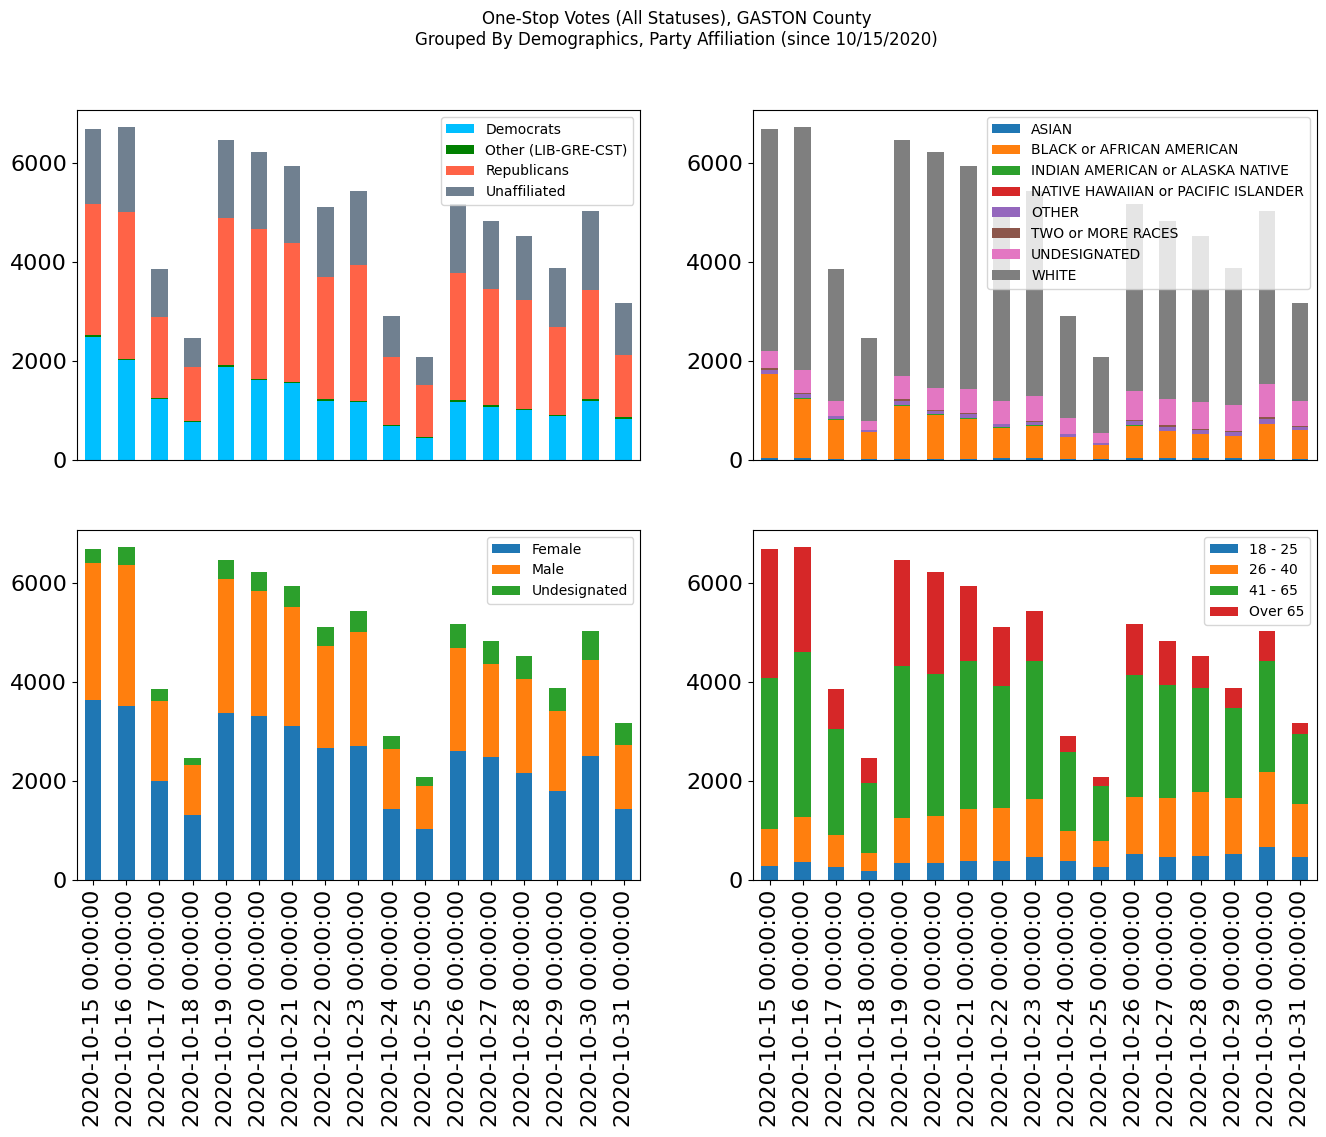 One-Stop Votes (All Statuses), GASTON County
Grouped By Demographics, Party Affiliation (since 10/15/2020)
6000
4000
2000
0
Democrats
Other (LIB-GRE-CST)
Republicans
Unaffiliated
6000
4000
2000
0
ASIAN
BLACK or AFRICAN AMERICAN
INDIAN AMERICAN or ALASKA NATIVE
NATIVE HAWAIIAN or PACIFIC ISLANDER
OTHER
TWO or MORE RACES
UNDESIGNATED
WHITE
6000
4000
2000
0
Female
Male
Undesignated
2020-10-15 00:00:00
2020-10-16 00:00:00
2020-10-17 00:00:00
2020-10-18 00:00:00
2020-10-19 00:00:00
2020-10-20 00:00:00
2020-10-21 00:00:00
2020-10-22 00:00:00
2020-10-23 00:00:00
2020-10-24 00:00:00
2020-10-25 00:00:00
2020-10-26 00:00:00
2020-10-27 00:00:00
2020-10-28 00:00:00
2020-10-29 00:00:00
2020-10-30 00:00:00
2020-10-31 00:00:00
6000
4000
2000
0
18 - 25
26 - 40
41 - 65
Over 65
2020-10-15 00:00:00
2020-10-16 00:00:00
2020-10-17 00:00:00
2020-10-18 00:00:00
2020-10-19 00:00:00
2020-10-20 00:00:00
2020-10-21 00:00:00
2020-10-22 00:00:00
2020-10-23 00:00:00
2020-10-24 00:00:00
2020-10-25 00:00:00
2020-10-26 00:00:00
2020-10-27 00:00:00
2020-10-28 00:00:00
2020-10-29 00:00:00
2020-10-30 00:00:00
2020-10-31 00:00:00